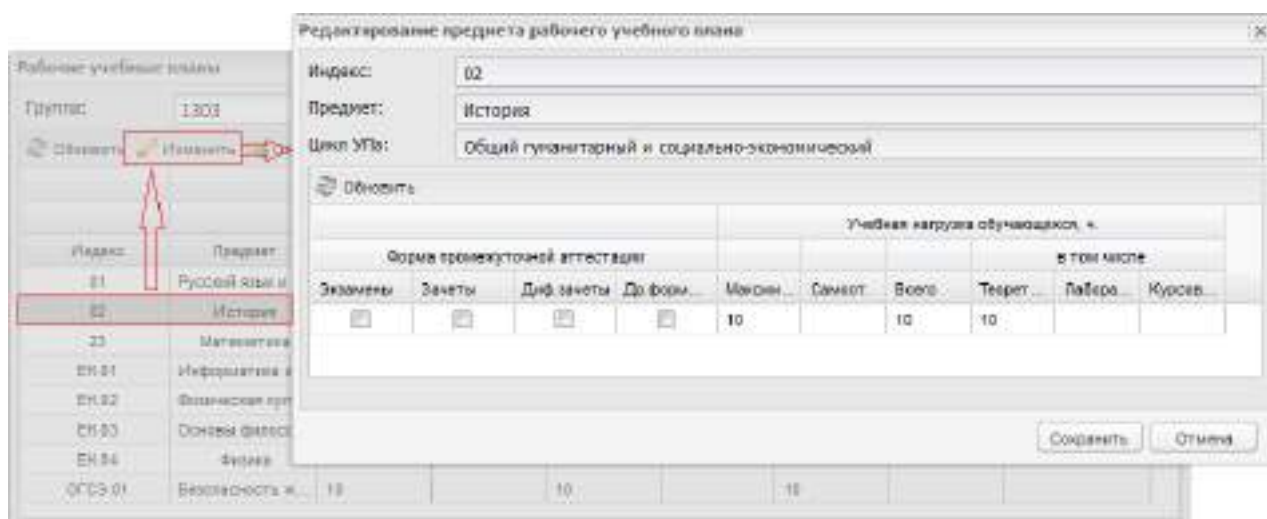 Редактирование предмета рабочего учебного плана
Рабочие учебные планы
Индекс: 02
Группа: 1303
Предмет: История
Обновить Изменить
Цикл УПа: Общий гуманитарный и социально-экономический
Обновить
Учебная нагрузка обучающихся, ч.
Форма промежуточной аттестации
в том числе
Экзамены Зачеты Диф.зачеты Др.форм... Максим... Самост Всего Теорет... Лабора... Курсов...
10 10 10
Сохранить Отмена
Индекс Предмет
01 Русский язык и
02 История
23 Математика
ЕН.01 Информатика
ЕН.02 Физическая
ЕН.03 Основы
ЕН.04 Физика
ОГСЭ.01 Безопасность ж... 10 10 10